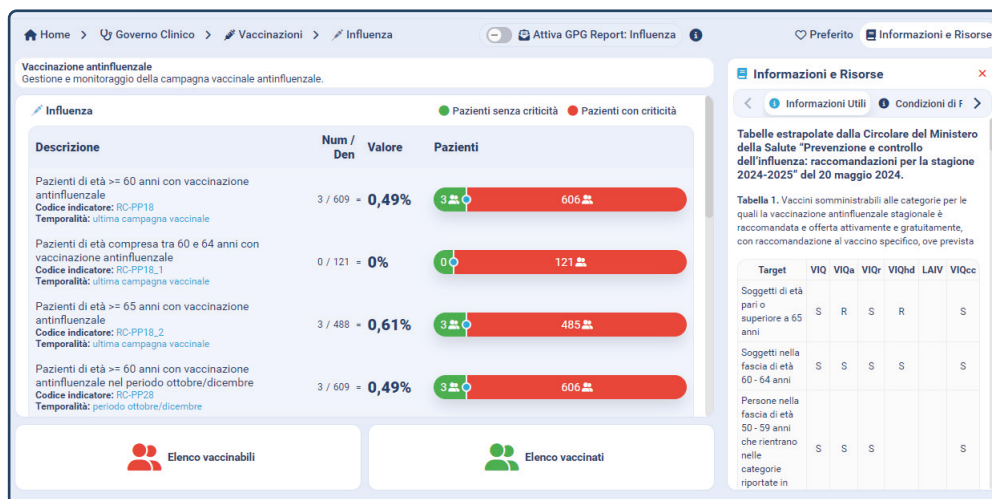 Home > Governo Clinico > Vaccinazioni > Influenza
Attiva GPG Report: Influenza
Preferito
Informazioni e Risorse
Vaccinazione antinfluenzale
Gestione e monitoraggio della campagna vaccinale antinfluenzale.
Influenza
Pazienti senza criticità
Pazienti con criticità
Descrizione
Num /
Den
Valore
Pazienti
Pazienti di età >= 60 anni con vaccinazione
antinfluenzale
Codice indicatore: RC-PP18
Temporalità: ultima campagna vaccinale
3 / 609 = 0,49%
3
606
Pazienti di età compresa tra 60 e 64 anni con
vaccinazione antinfluenzale
Codice indicatore: RC-PP18_1
Temporalità: ultima campagna vaccinale
0 / 121 = 0%
0
121
Pazienti di età >= 65 anni con vaccinazione
antinfluenzale
Codice indicatore: RC-PP18_2
Temporalità: ultima campagna vaccinale
3 / 488 = 0,61%
3
485
Pazienti di età >= 60 anni con vaccinazione
antinfluenzale nel periodo ottobre/dicembre
Codice indicatore: RC-PP28
Temporalità: periodo ottobre/dicembre
3 / 609 = 0,49%
3
606
Elenco vaccinabili
Elenco vaccinati
Informazioni e Risorse
Informazioni Utili
Condizioni di F
Tabelle estrapolate dalla Circolare del Ministero
della Salute “Prevenzione e controllo
dell'influenza: raccomandazioni per la stagione
2024-2025” del 20 maggio 2024.
Tabella 1. Vaccini somministrabili alle categorie per le
quali la vaccinazione antinfluenzale stagionale è
raccomandata e offerta attivamente e gratuitamente,
con raccomandazione al vaccino specifico, ove prevista
Target VIQ VIQa VIQr VIQhd LAIV VIQcc
Soggetti di età
pari o
superiore a 65
anni
S R S R S
Soggetti nella
fascia di età
60 - 64 anni
S S S S S
Persone nella
fascia di età
50 - 59 anni
che rientrano
nelle
categorie
riportate in
S S S S